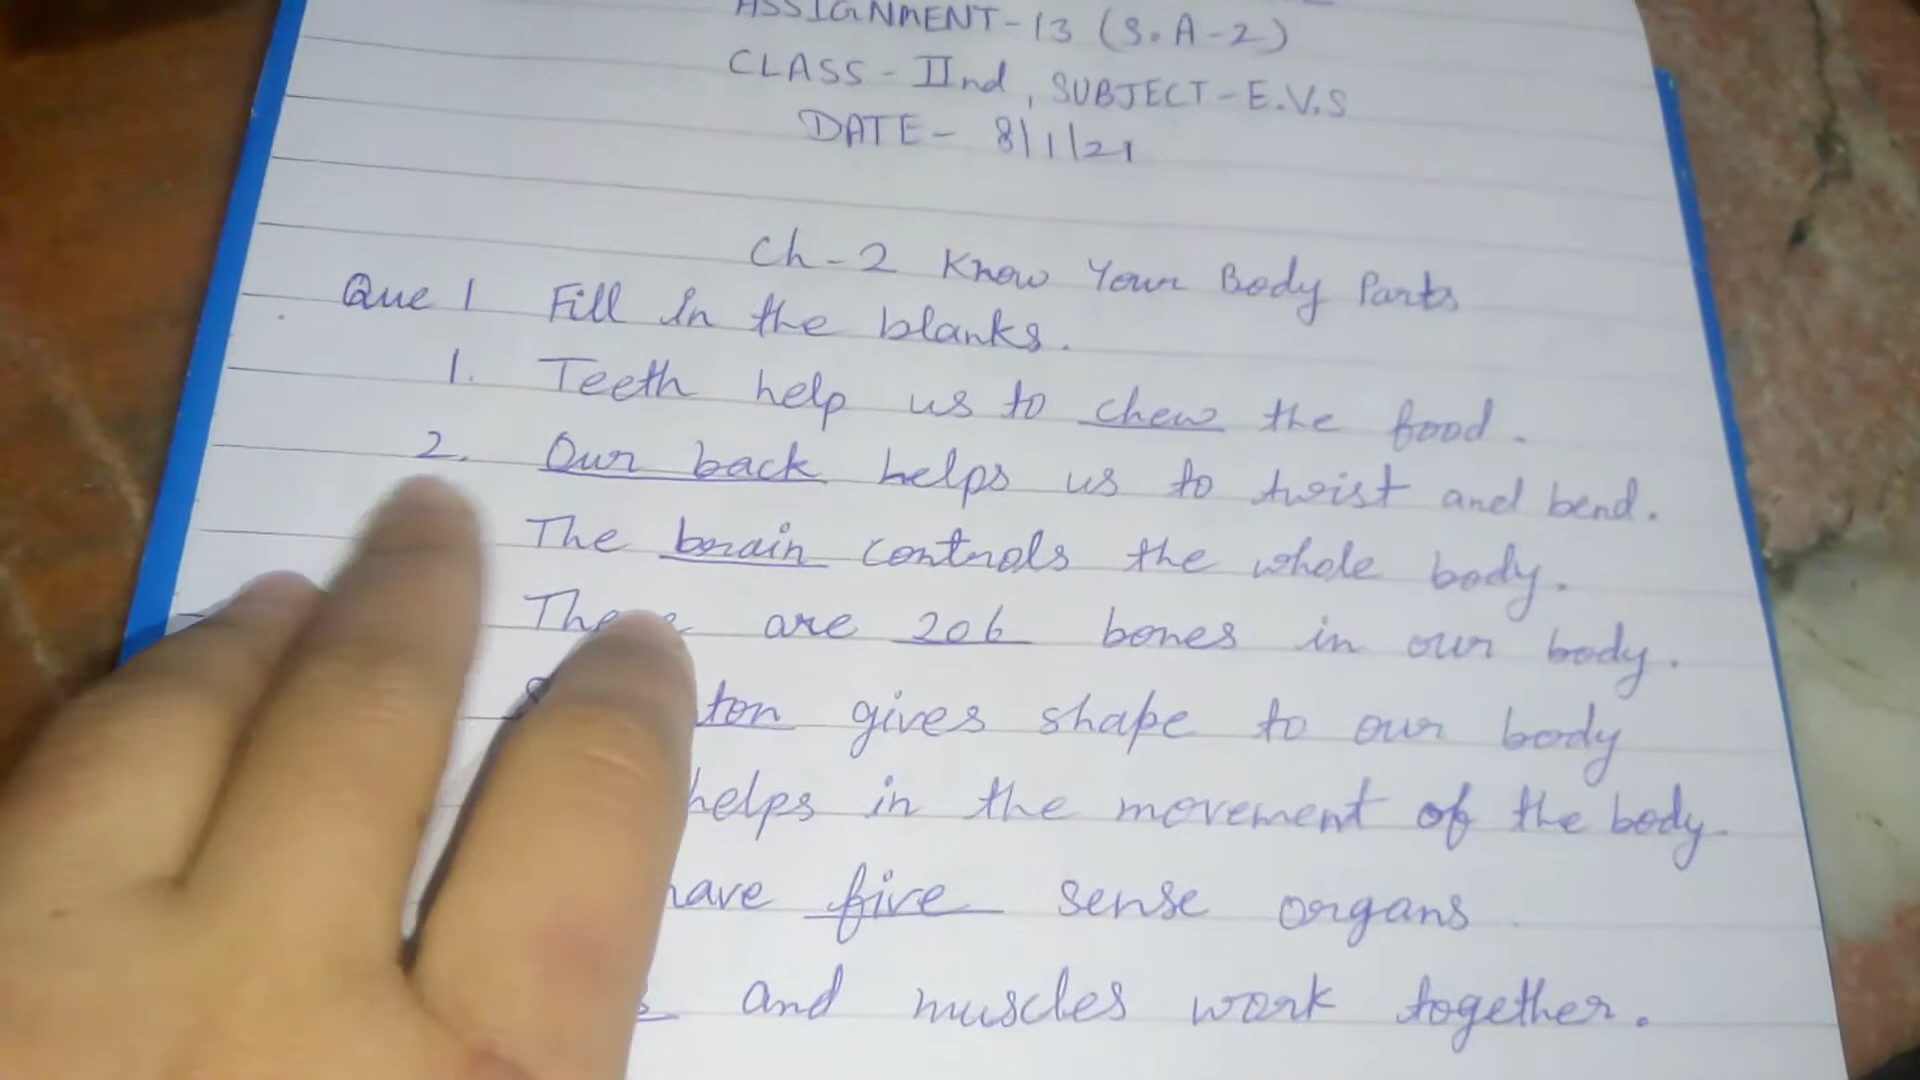 ASSIGNMENT-13 (S.A-2)
CLASS-IInd, SUBJECT-E.V.S
DATE- 8/1/21
Ch-2 Know Your Body Parts
Que 1 Fill in the blanks.
1. Teeth help us to chew the food.
2. Our back helps us to twist and bend.
The brain controls the whole body.
There are 206 bones in our body.
ton gives shape to our body
helps in the movement of the body
have five sense organs
and muscles work together.